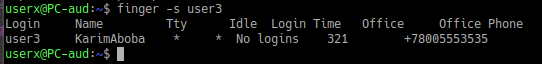 userx@PC-aud:~$ finger -s user3
Login     Name       Tty      Idle  Login Time   Office     Office Phone
user3     KarimAboba   *     *  No logins   321       +78005553535
userx@PC-aud:~$